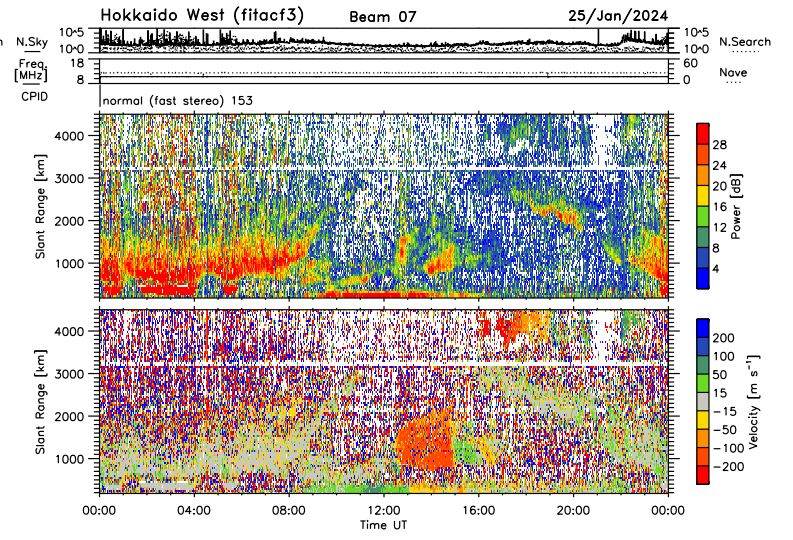 Hokkaido West (fitacf3) Beam 07 25/Jan/2024
n N.Sky 10^5 10^0 10^5 10^0 N.Search
Freq. [MHz] 18 8 60 0 Nave
CPID normal (fast stereo) 153
Slant Range [km]
4000
3000
2000
1000
28
24
20
16
12
8
4
Power [dB]
Slant Range [km]
4000
3000
2000
1000
200
100
50
15
-15
-50
-100
-200
Velocity [m s⁻¹]
00:00 04:00 08:00 12:00 16:00 20:00 00:00
Time UT